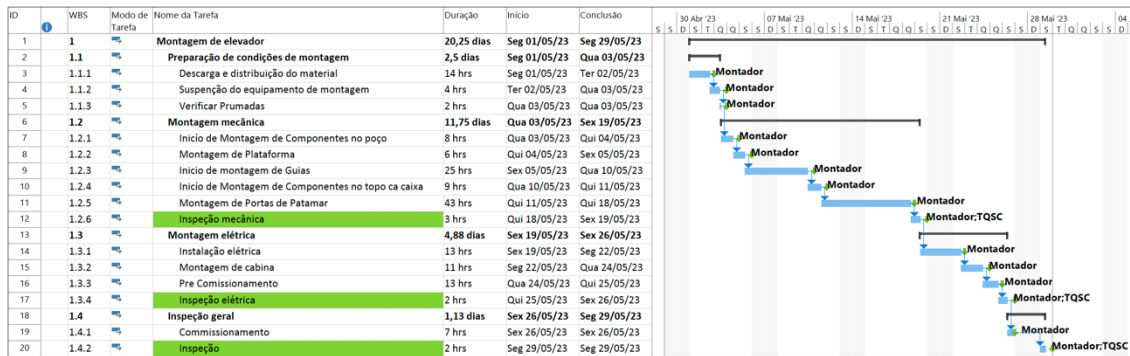 ID WBS Modo de Tarefa Nome da Tarefa Duração Início Conclusão 30 Abr '23 07 Mai '23 14 Mai '23 21 Mai '23 28 Mai '23 04
S S D S T Q Q S S D S T Q Q S S D S T Q Q S S D S T Q Q S S D S T Q Q S S D
1 1 Montagem de elevador 20,25 dias Seg 01/05/23 Seg 29/05/23
2 1.1 Preparação de condições de montagem 2,5 dias Seg 01/05/23 Qua 03/05/23
3 1.1.1 Descarga e distribuição do material 14 hrs Seg 01/05/23 Ter 02/05/23 Montador
4 1.1.2 Suspenção do equipamento de montagem 4 hrs Ter 02/05/23 Qua 03/05/23 Montador
5 1.1.3 Verificar Prumadas 2 hrs Qua 03/05/23 Qua 03/05/23 Montador
6 1.2 Montagem mecânica 11,75 dias Qua 03/05/23 Sex 19/05/23
7 1.2.1 Inicío de Montagem de Componentes no poço 8 hrs Qua 03/05/23 Qui 04/05/23 Montador
8 1.2.2 Montagem de Plataforma 6 hrs Qui 04/05/23 Sex 05/05/23 Montador
9 1.2.3 Inicio de montagem de Guias 25 hrs Sex 05/05/23 Qua 10/05/23 Montador
10 1.2.4 Inicío de Montagem de Componentes no topo ca caixa 9 hrs Qua 10/05/23 Qui 11/05/23 Montador
11 1.2.5 Montagem de Portas de Patamar 43 hrs Qui 11/05/23 Qui 18/05/23 Montador
12 1.2.6 Inspeção mecânica 3 hrs Qui 18/05/23 Sex 19/05/23 Montador;TQSC
13 1.3 Montagem elétrica 4,88 dias Sex 19/05/23 Sex 26/05/23
14 1.3.1 Instalação elétrica 13 hrs Sex 19/05/23 Seg 22/05/23 Montador
15 1.3.2 Montagem de cabina 11 hrs Seg 22/05/23 Qua 24/05/23 Montador
16 1.3.3 Pre Comissionamento 13 hrs Qua 24/05/23 Qui 25/05/23 Montador
17 1.3.4 Inspeção elétrica 2 hrs Qui 25/05/23 Sex 26/05/23 Montador;TQSC
18 1.4 Inspeção geral 1,13 dias Sex 26/05/23 Seg 29/05/23
19 1.4.1 Commissionamento 7 hrs Sex 26/05/23 Sex 26/05/23 Montador
20 1.4.2 Inspeção 2 hrs Seg 29/05/23 Seg 29/05/23 Montador;TQSC